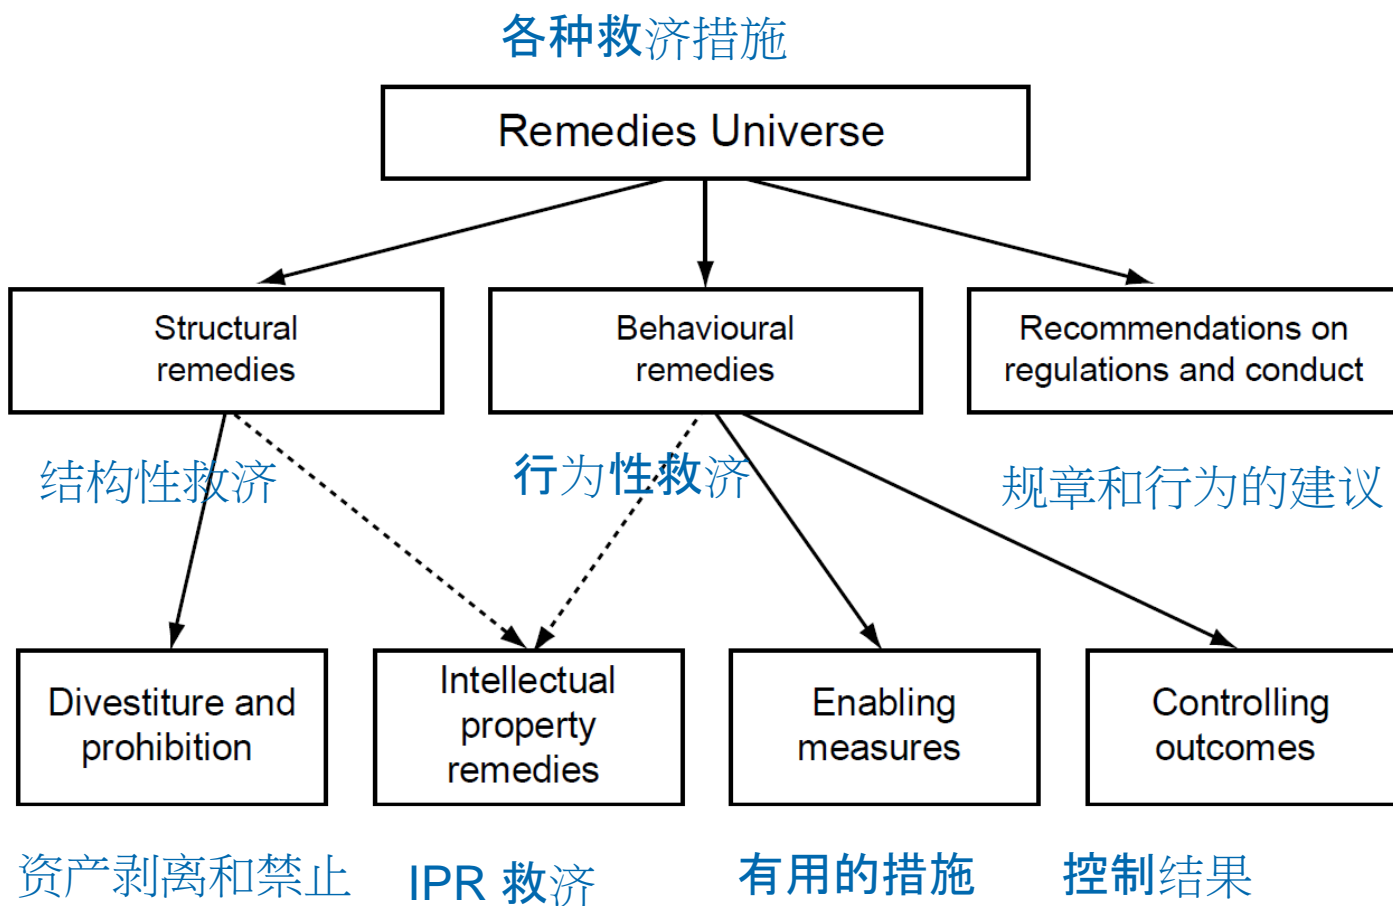 各种救济措施
Remedies Universe
Structural
remedies
Behavioural
remedies
Recommendations on
regulations and conduct
结构性救济
行为性救济
规章和行为的建议
Divestiture and
prohibition
Intellectual
property
remedies
Enabling
measures
Controlling
outcomes
资产剥离和禁止
IPR 救济
有用的措施
控制结果